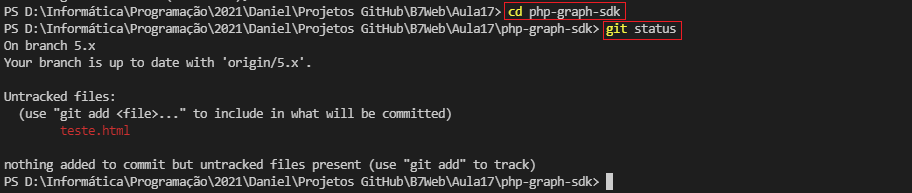 PS D:\Informática\Programação\2021\Daniel\Projetos GitHub\B7Web\Aula17> cd php-graph-sdk
PS D:\Informática\Programação\2021\Daniel\Projetos GitHub\B7Web\Aula17\php-graph-sdk> git status
On branch 5.x
Your branch is up to date with 'origin/5.x'.
Untracked files:
(use "git add <file>..." to include in what will be committed)
teste.html
nothing added to commit but untracked files present (use "git add" to track)
PS D:\Informática\Programação\2021\Daniel\Projetos GitHub\B7Web\Aula17\php-graph-sdk>